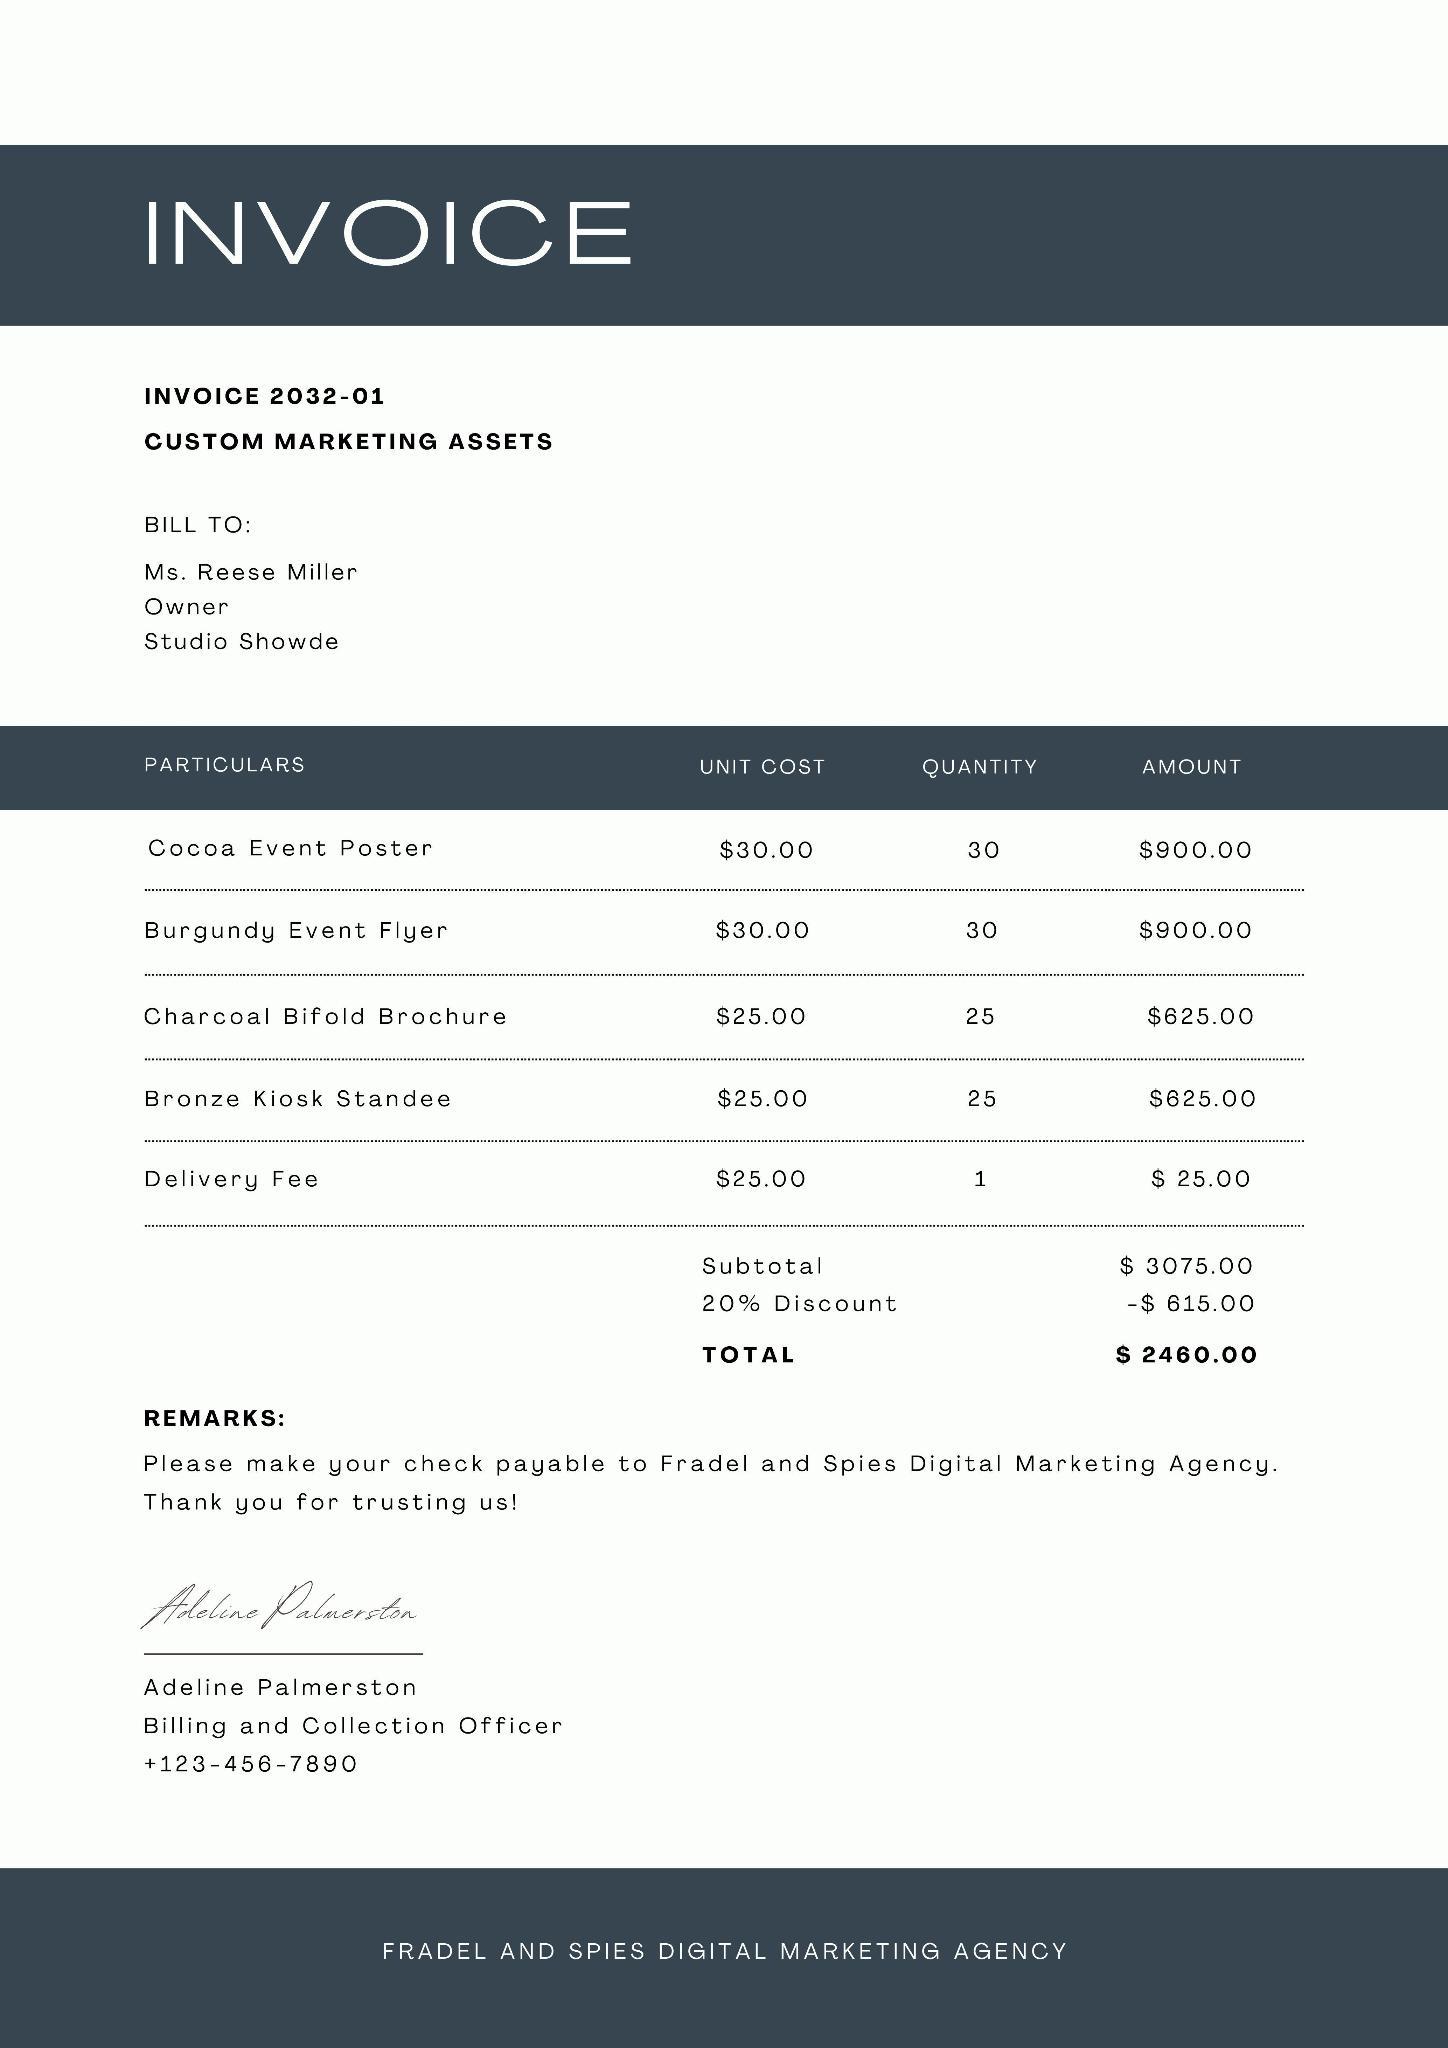 INVOICE
INVOICE 2032-01
CUSTOM MARKETING ASSETS
BILL TO:
Ms. Reese Miller
Owner
Studio Showde
PARTICULARS UNIT COST QUANTITY AMOUNT
Cocoa Event Poster $30.00 30 $900.00
Burgundy Event Flyer $30.00 30 $900.00
Charcoal Bifold Brochure $25.00 25 $625.00
Bronze Kiosk Standee $25.00 25 $625.00
Delivery Fee $25.00 1 $ 25.00
Subtotal $ 3075.00
20% Discount -$ 615.00
TOTAL $ 2460.00
REMARKS:
Please make your check payable to Fradel and Spies Digital Marketing Agency.
Thank you for trusting us!
Adeline Palmerston
Adeline Palmerston
Billing and Collection Officer
+123-456-7890
FRADEL AND SPIES DIGITAL MARKETING AGENCY